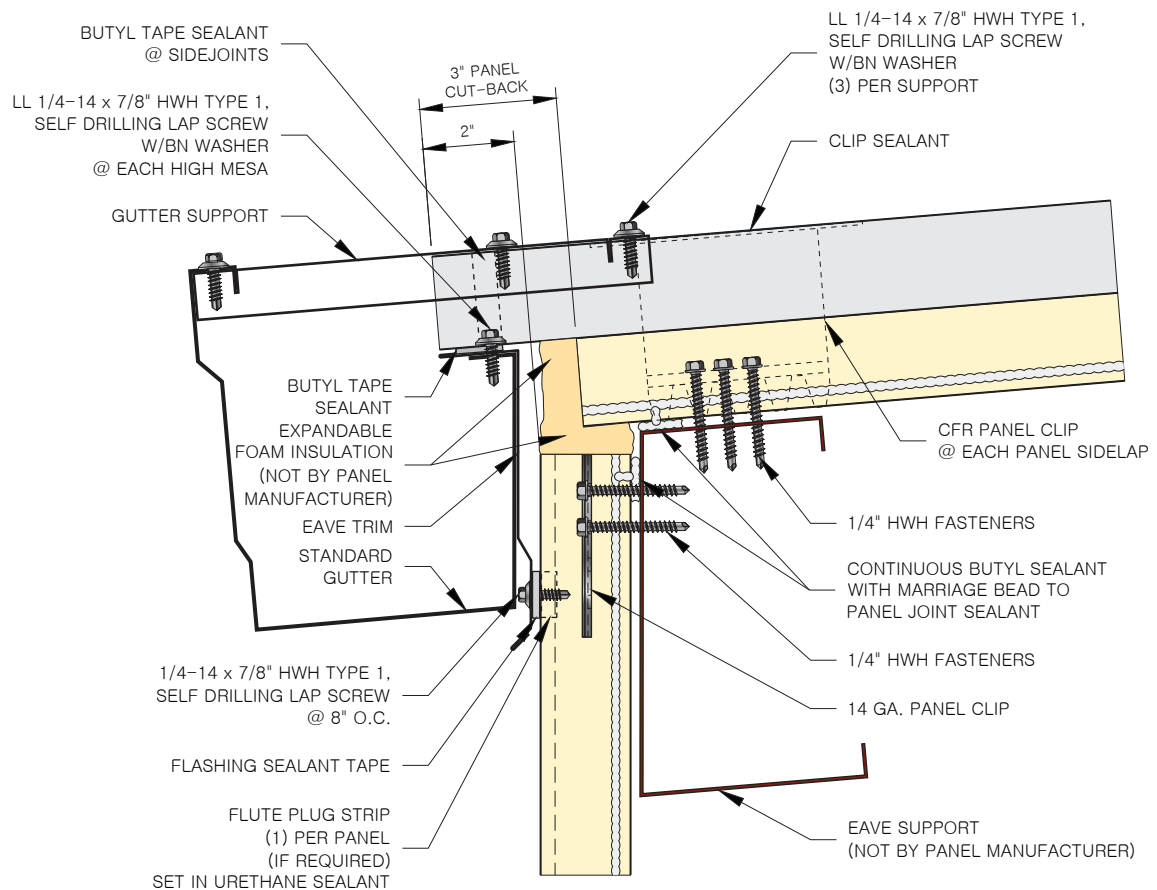 BUTYL TAPE SEALANT
@ SIDEJOINTS
LL 1/4-14 x 7/8" HWH TYPE 1,
SELF DRILLING LAP SCREW
W/BN WASHER
@ EACH HIGH MESA
GUTTER SUPPORT
3" PANEL
CUT-BACK
2"
LL 1/4-14 x 7/8" HWH TYPE 1,
SELF DRILLING LAP SCREW
W/BN WASHER
(3) PER SUPPORT
CLIP SEALANT
BUTYL TAPE
SEALANT
EXPANDABLE
FOAM INSULATION
(NOT BY PANEL
MANUFACTURER)
EAVE TRIM
STANDARD
GUTTER
1/4-14 x 7/8" HWH TYPE 1,
SELF DRILLING LAP SCREW
@ 8" O.C.
FLASHING SEALANT TAPE
FLUTE PLUG STRIP
(1) PER PANEL
(IF REQUIRED)
SET IN URETHANE SEALANT
CFR PANEL CLIP
@ EACH PANEL SIDELAP
1/4" HWH FASTENERS
CONTINUOUS BUTYL SEALANT
WITH MARRIAGE BEAD TO
PANEL JOINT SEALANT
1/4" HWH FASTENERS
14 GA. PANEL CLIP
EAVE SUPPORT
(NOT BY PANEL MANUFACTURER)